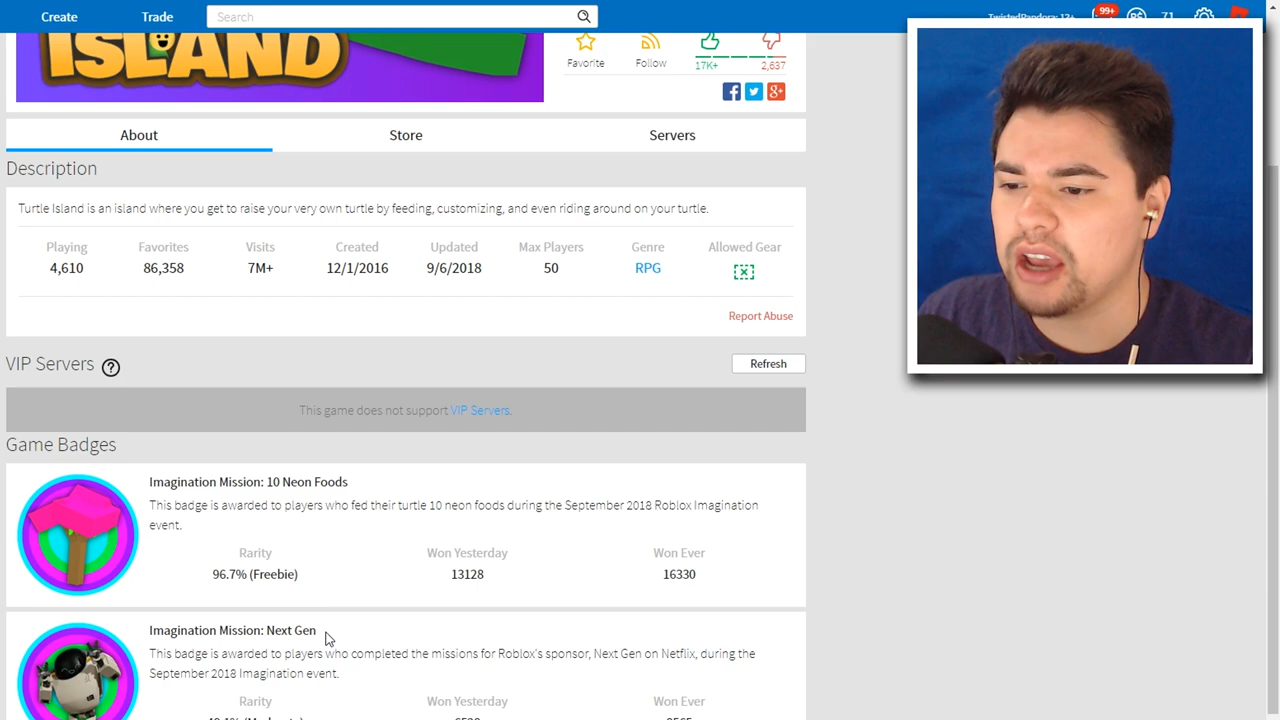 Create Trade Search TwistedPandora: 13+ 99+ 71
ISLAND
Favorite Follow 17K+ 2,637
About Store Servers
Description
Turtle Island is an island where you get to raise your very own turtle by feeding, customizing, and even riding around on your turtle.
Playing Favorites Visits Created Updated Max Players Genre Allowed Gear
4,610 86,358 7M+ 12/1/2016 9/6/2018 50 RPG
Report Abuse
VIP Servers ? Refresh
This game does not support VIP Servers.
Game Badges
Imagination Mission: 10 Neon Foods
This badge is awarded to players who fed their turtle 10 neon foods during the September 2018 Roblox Imagination
event.
Rarity Won Yesterday Won Ever
96.7% (Freebie) 13128 16330
Imagination Mission: Next Gen
This badge is awarded to players who completed the missions for Roblox's sponsor, Next Gen on Netflix, during the
September 2018 Imagination event.
Rarity Won Yesterday Won Ever